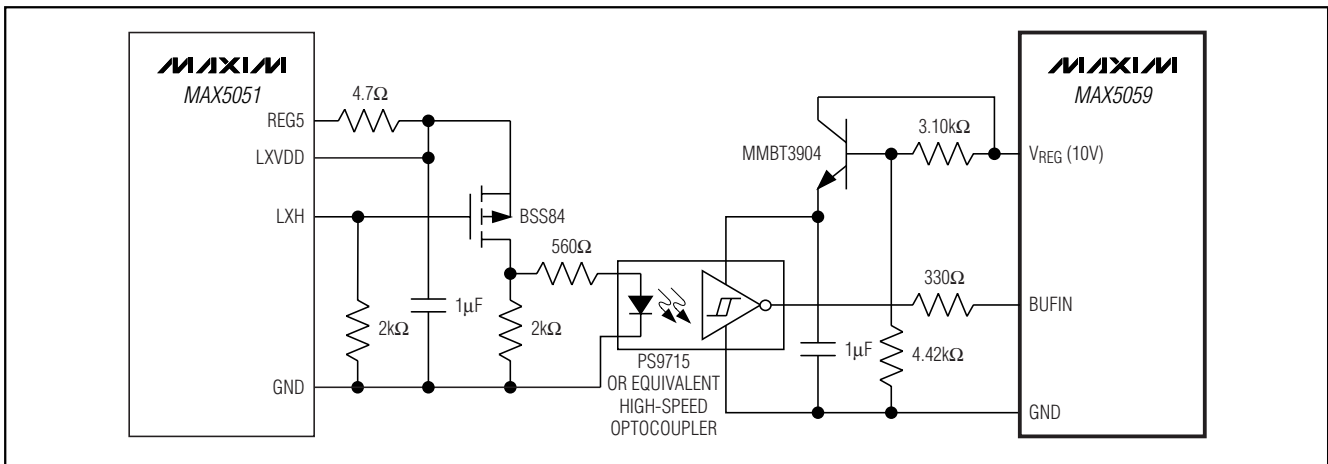 MAXIM
MAX5051
REG5
4.7Ω
LXVDD
LXH
BSS84
560Ω
2kΩ
1µF
2kΩ
GND
PS9715
OR EQUIVALENT
HIGH-SPEED
OPTOCOUPLER
MMBT3904
3.10kΩ
330Ω
1µF
4.42kΩ
MAXIM
MAX5059
VREG (10V)
BUFIN
GND